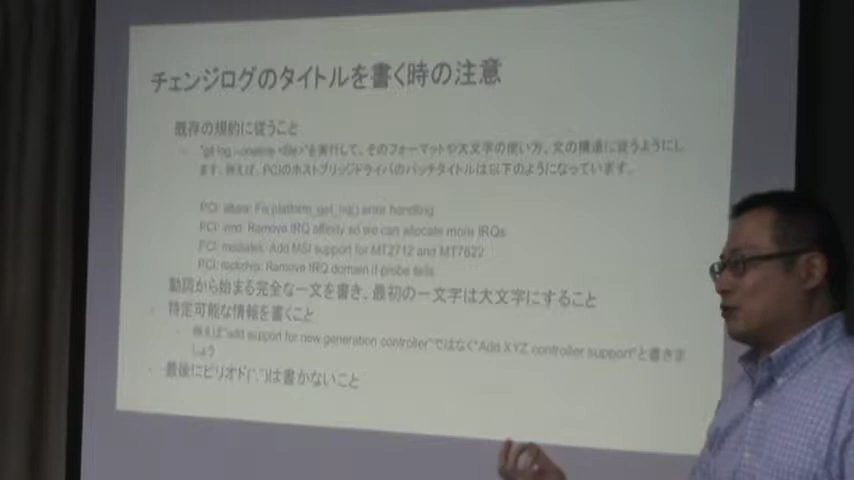 チェンジログのタイトルを書く時の注意
既存の規約に従うこと
"git log --oneline <file>"を実行して、そのフォーマットや大文字の使い方、文の構造に従うようにし
ます。例えば、PCIのホストブリッジドライバのパッチタイトルは以下のようになっています。
PCI: altera: Fix platform_get_irq() error handling
PCI: vmd: Remove IRQ affinity so we can allocate more IRQs
PCI: mediatek: Add MSI support for MT2712 and MT7622
PCI: rockchip: Remove IRQ domain if probe fails
動詞から始まる完全な一文を書き、最初の一文字は大文字にすること
特定可能な情報を書くこと
例えば"add support for new generation controller"ではなく"Add XYZ controller support"と書きま
しょう
最後にピリオド(".")は書かないこと